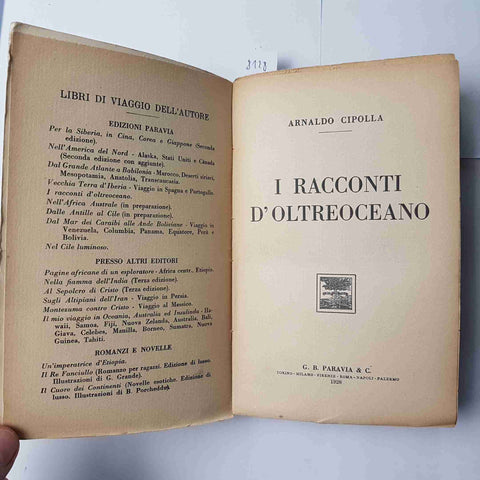 LIBRI DI VIAGGIO DELL'AUTORE
EDIZIONI PARAVIA
Per la Siberia, in Cina, Corea e Giappone (Seconda
edizione).
Nell'America del Nord - Alaska, Stati Uniti e Canadà
(Seconda edizione con aggiunte).
Dal Grande Atlante a Babilonia - Marocco, Deserti siriaci,
Mesopotamia, Anatolia, Transcaucasia.
Vecchia Terra d'Iberia - Viaggio in Spagna e Portogallo.
I racconti d'oltreoceano.
Nell'Africa Australe (in preparazione).
Dalle Antille al Cile (in preparazione).
Dal Mar dei Caraibi alle Ande Boliviane - Viaggio in
Venezuela, Columbia, Panama, Equatore, Perù e
Bolivia.
Nel Cile luminoso.
PRESSO ALTRI EDITORI
Pagine africane di un esploratore - Africa centr. Etiopia.
Nella fiamma dell'India (Terza edizione).
Al Sepolcro di Cristo (Terza edizione).
Sugli Altipiani dell'Iran - Viaggio in Persia.
Montezuma contro Cristo - Viaggio al Messico.
Il mio viaggio in Oceania, Australia ed Insulindia - Ha-
waii, Samoa, Fiji, Nuova Zelanda, Australia, Bali,
Giava, Celebes, Manilla, Borneo, Sumatra, Nuova
Guinea, Tahiti.
ROMANZI E NOVELLE
Un'imperatrice d'Etiopia.
Il Re Fanciullo (Romanzo per ragazzi. Edizione di lusso.
Illustrazioni di G. Grande).
Il Cuore dei Continenti (Novelle esotiche. Edizione di
lusso. Illustrazioni di B. Porcheddu).
3128
ARNALDO CIPOLLA
I RACCONTI
D'OLTREOCEANO
G. B. PARAVIA & C.
TORINO - MILANO - FIRENZE - ROMA - NAPOLI - PALERMO
1928